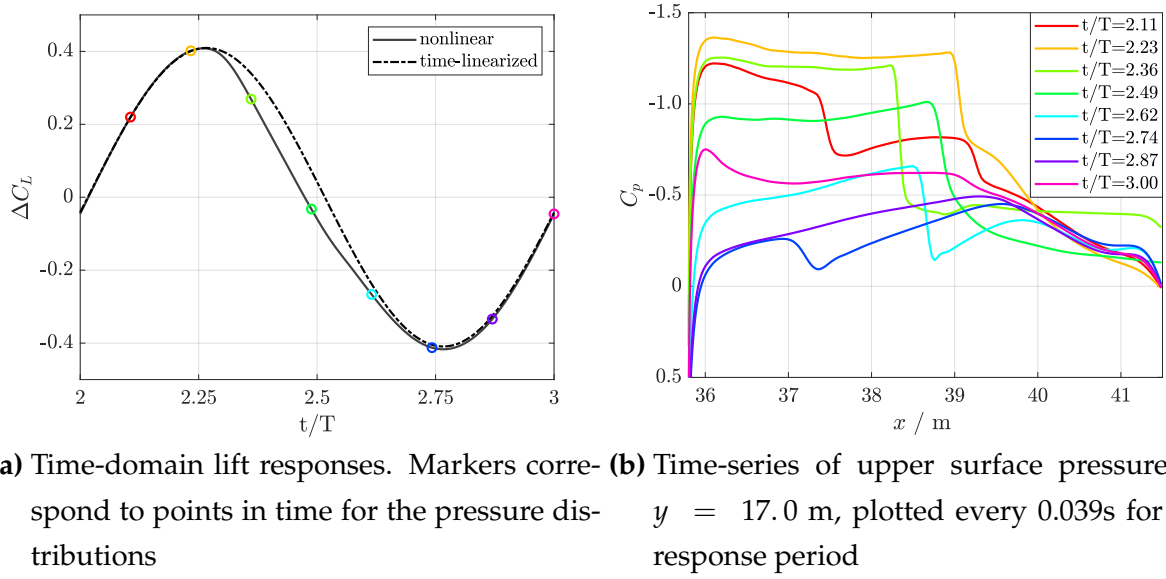 0.4
0.2
0
-0.2
-0.4
ΔC_L
2
2.25
2.5
2.75
3
t/T
nonlinear
time-linearized
-1.5
-1.0
-0.5
0
0.5
C_p
36
37
38
39
40
41
x / m
t/T=2.11
t/T=2.23
t/T=2.36
t/T=2.49
t/T=2.62
t/T=2.74
t/T=2.87
t/T=3.00
a) Time-domain lift responses. Markers corre-
spond to points in time for the pressure dis-
tributions
(b) Time-series of upper surface pressure
y = 17.0 m, plotted every 0.039s for
response period